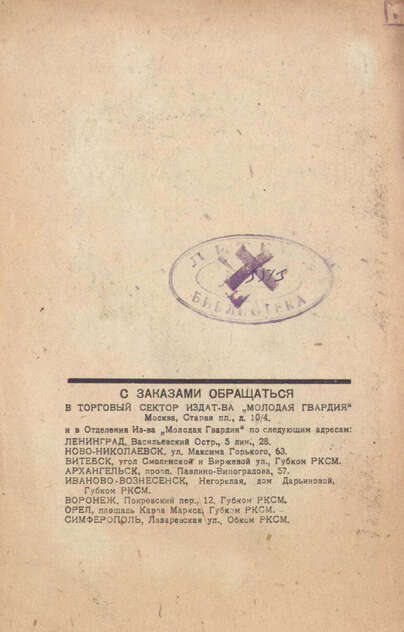 БИБЛИОТЕКА
С ЗАКАЗАМИ ОБРАЩАТЬСЯ
В ТОРГОВЫЙ СЕКТОР ИЗДАТ-ВА „МОЛОДАЯ ГВАРДИЯ“
Москва, Старая пл., д. 10/4.
и в Отделения Из-ва „Молодая Гвардия“ по следующим адресам:
ЛЕНИНГРАД, Васильевский Остр., 5 лин., 28.
НОВО-НИКОЛАЕВСК, ул. Максима Горького, 63.
ВИТЕБСК, угол Смоленской и Биржевой ул., Губком РКСМ.
АРХАНГЕЛЬСК, просп. Павлино-Виноградова, 57.
ИВАНОВО-ВОЗНЕСЕНСК, Негорелая, дом Дарьиновой,
Губком РКСМ.
ВОРОНЕЖ, Покровский пер., 12, Губком РКСМ.
ОРЕЛ, площадь Карла Маркса, Губком РКСМ.
СИМФЕРОПОЛЬ, Лазаревская ул., Обком РКСМ.